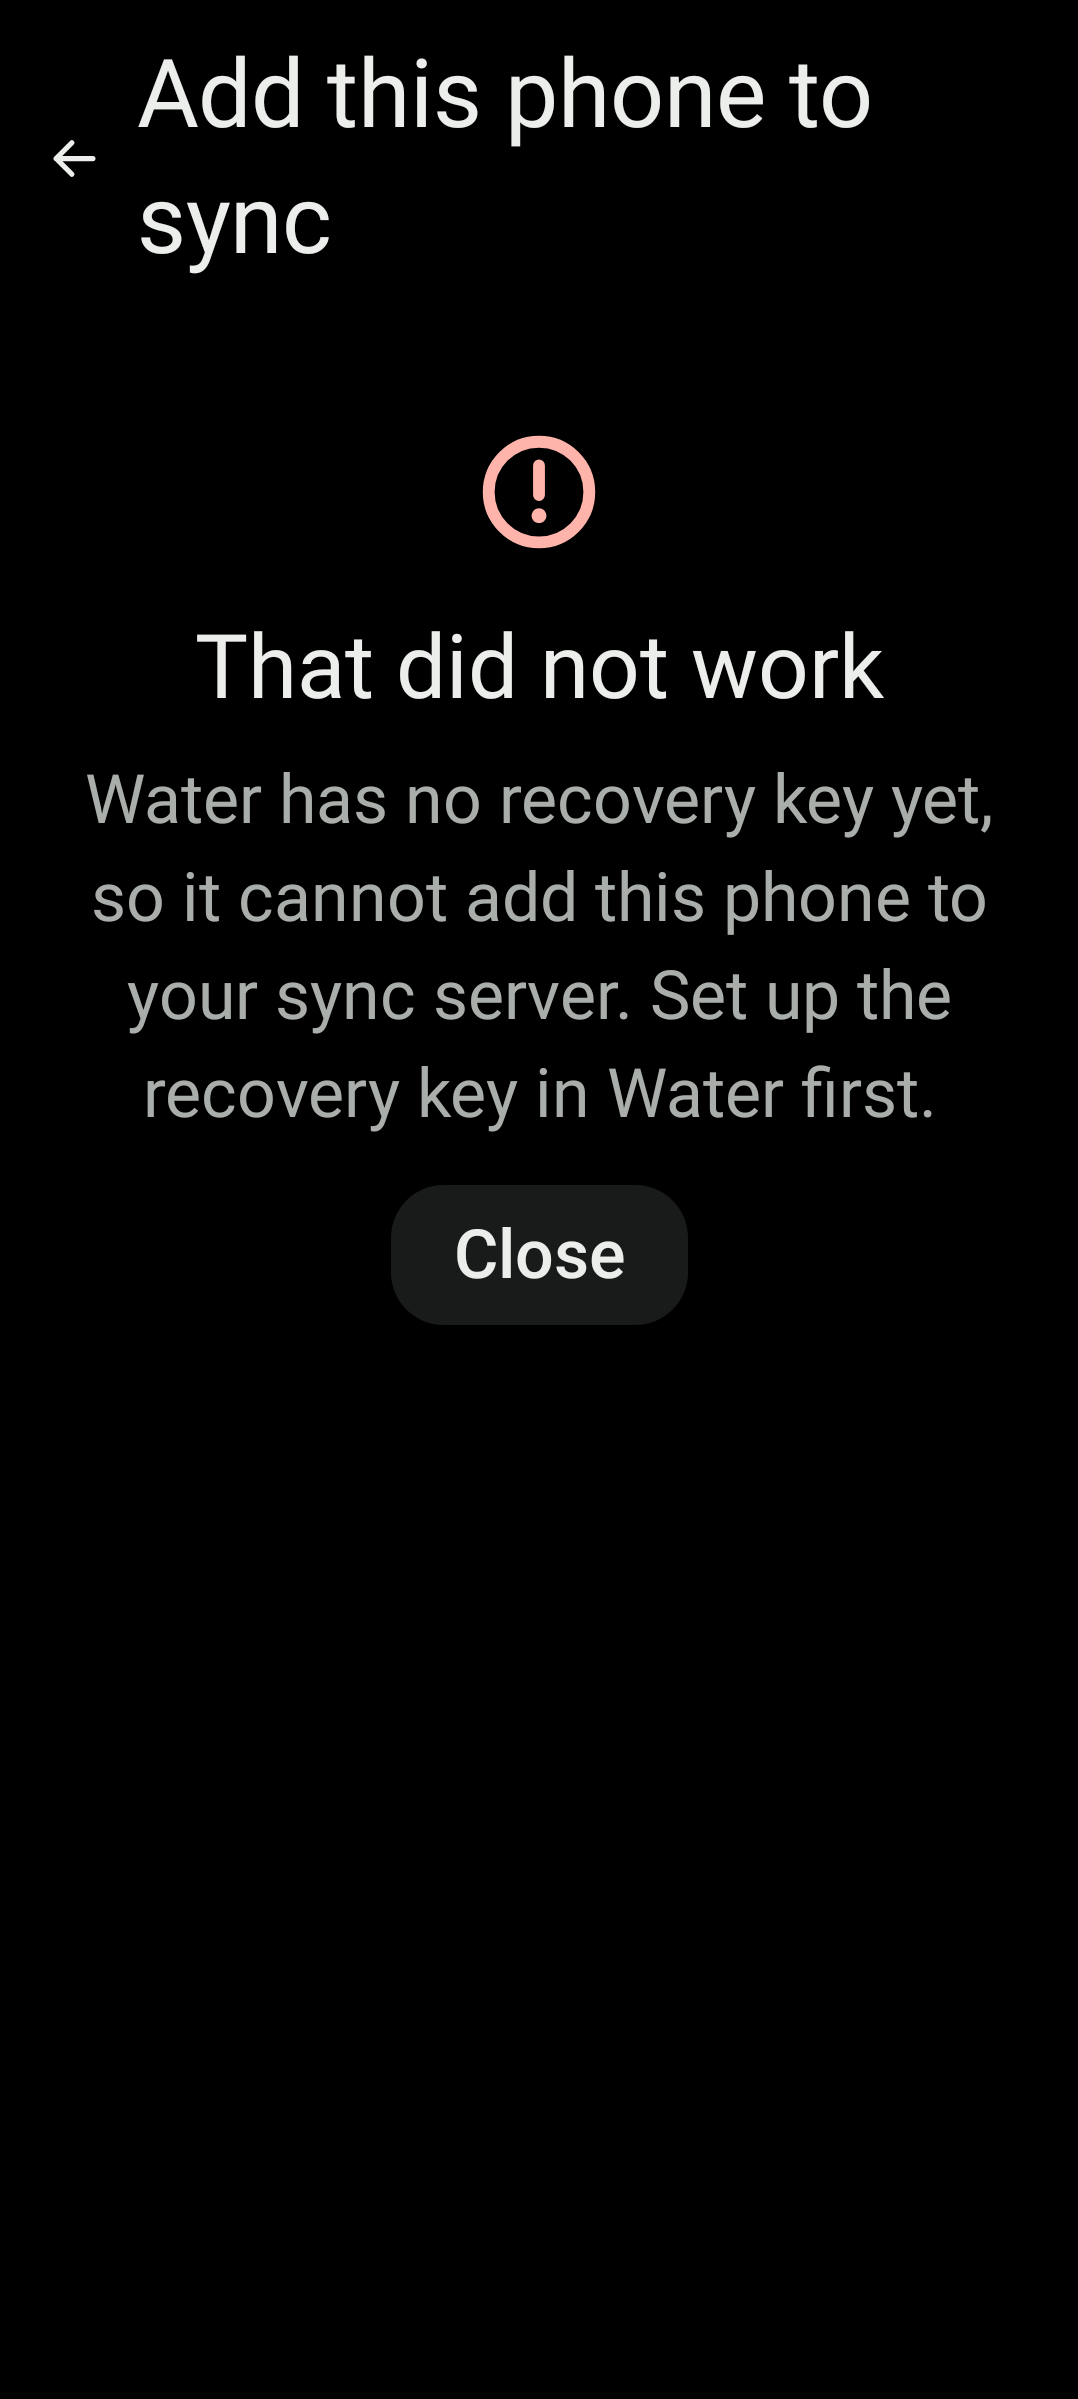 Add this phone to
sync
That did not work
Water has no recovery key yet,
so it cannot add this phone to
your sync server. Set up the
recovery key in Water first.
Close